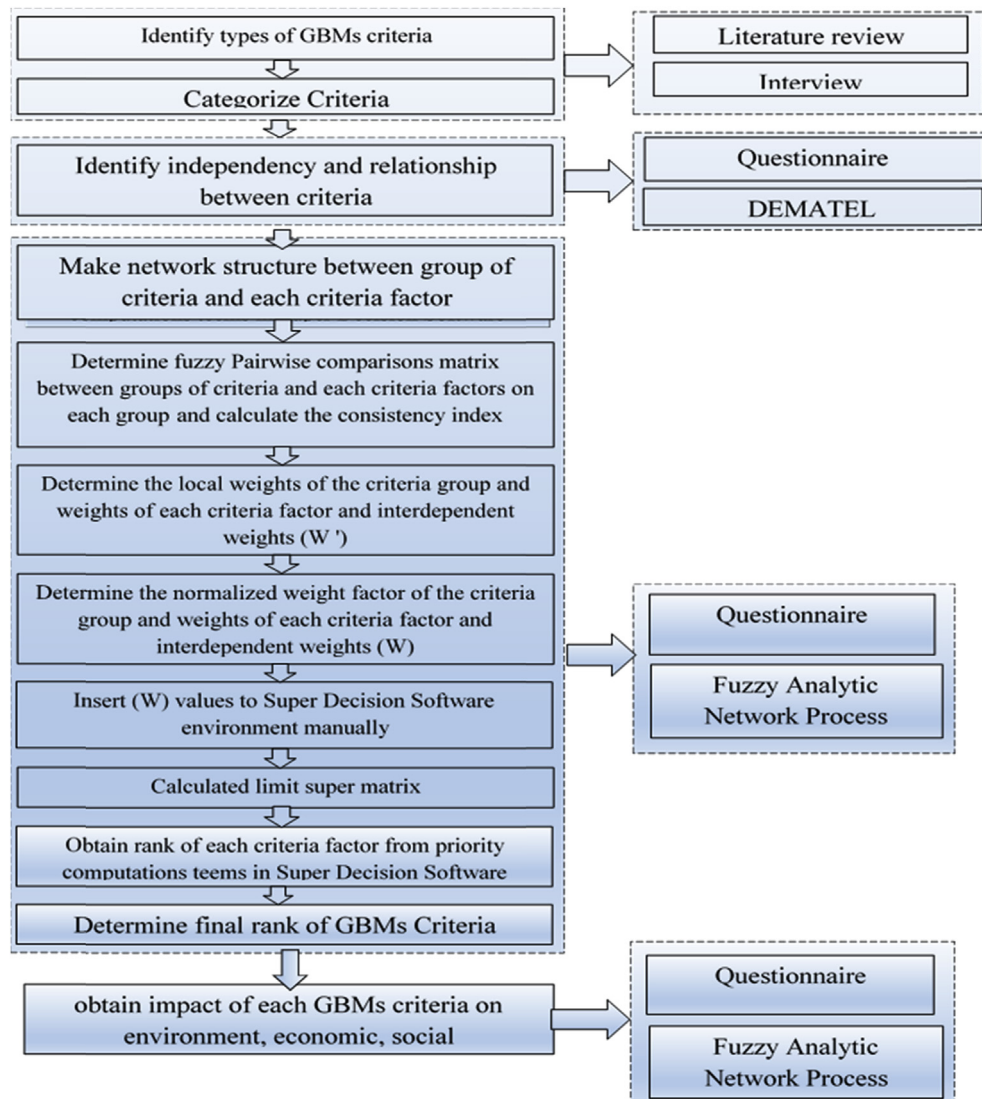 Identify types of GBMs criteria
Categorize Criteria
Literature review
Interview
Identify independency and relationship
between criteria
Questionnaire
DEMATEL
Make network structure between group of
criteria and each criteria factor
Determine fuzzy Pairwise comparisons matrix
between groups of criteria and each criteria factors on
each group and calculate the consistency index
Determine the local weights of the criteria group and
weights of each criteria factor and interdependent
weights (W ')
Determine the normalized weight factor of the criteria
group and weights of each criteria factor and
interdependent weights (W)
Insert (W) values to Super Decision Software
environment manually
Calculated limit super matrix
Obtain rank of each criteria factor from priority
computations teems in Super Decision Software
Determine final rank of GBMs Criteria
Questionnaire
Fuzzy Analytic
Network Process
obtain impact of each GBMs criteria on
environment, economic, social
Questionnaire
Fuzzy Analytic
Network Process